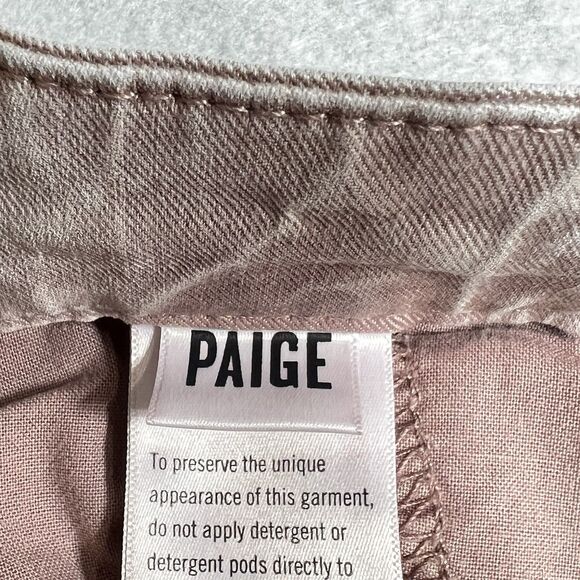 PAIGE
To preserve the unique
appearance of this garment,
do not apply detergent or
detergent pods directly to